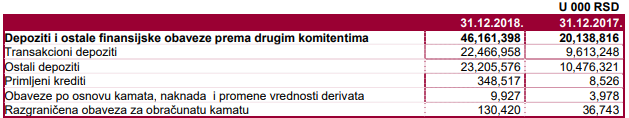 U 000 RSD
31.12.2018. 31.12.2017.
Depoziti i ostale finansijske obaveze prema drugim komitentima 46,161,398 20,138,816
Transakcioni depoziti 22,466,958 9,613,248
Ostali depoziti 23,205,576 10,476,321
Primljeni krediti 348,517 8,526
Obaveze po osnovu kamata, naknada i promene vrednosti derivata 9,927 3,978
Razgraničena obaveza za obračunatu kamatu 130,420 36,743